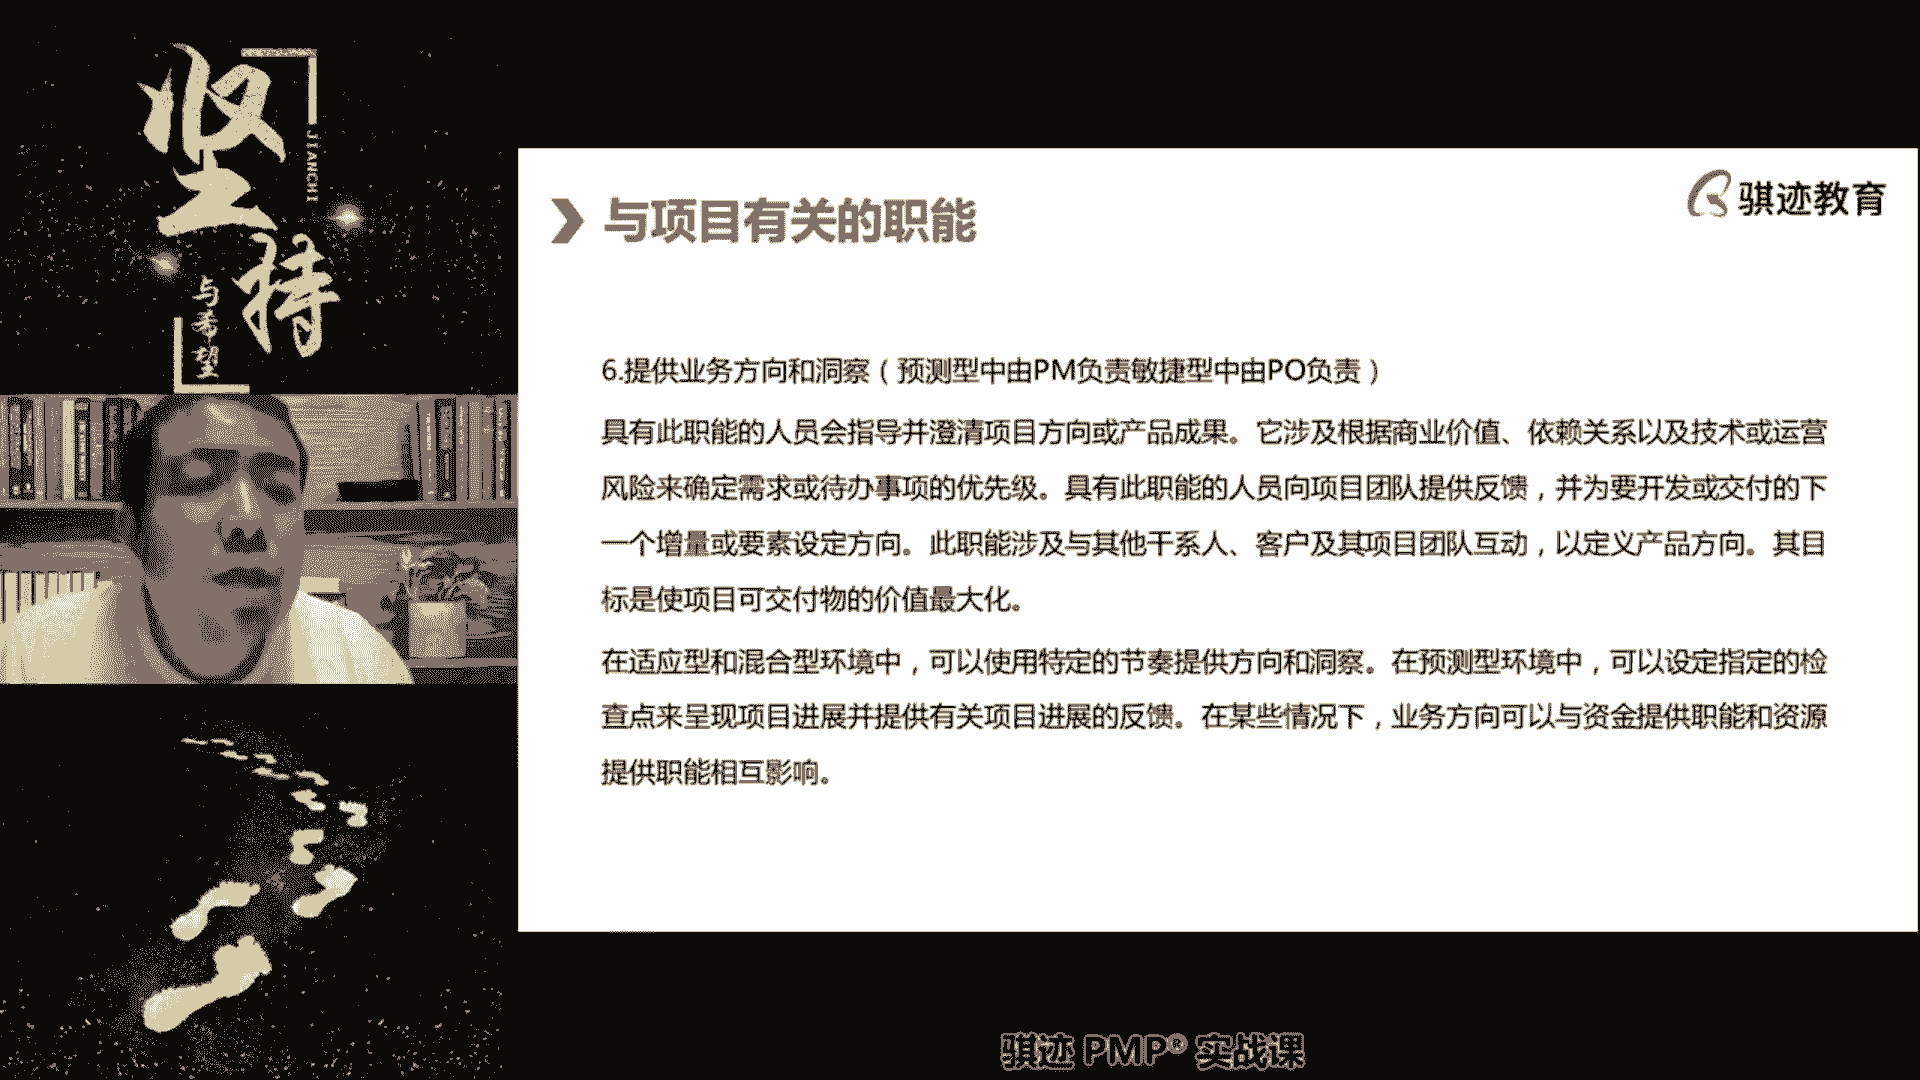 坚持
JIANCHI
与希望
骐迹教育
与项目有关的职能
6.提供业务方向和洞察（预测型中由PM负责敏捷型中由PO负责）
具有此职能的人员会指导并澄清项目方向或产品成果。它涉及根据商业价值、依赖关系以及技术或运营
风险来确定需求或待办事项的优先级。具有此职能的人员向项目团队提供反馈，并为要开发或交付的下
一个增量或要素设定方向。此职能涉及与其他干系人、客户及其项目团队互动，以定义产品方向。其目
标是使项目可交付物的价值最大化。
在适应型和混合型环境中，可以使用特定的节奏提供方向和洞察。在预测型环境中，可以设定指定的检
查点来呈现项目进展并提供有关项目进展的反馈。在某些情况下，业务方向可以与资金提供职能和资源
提供职能相互影响。
骐迹 PMP® 实战课